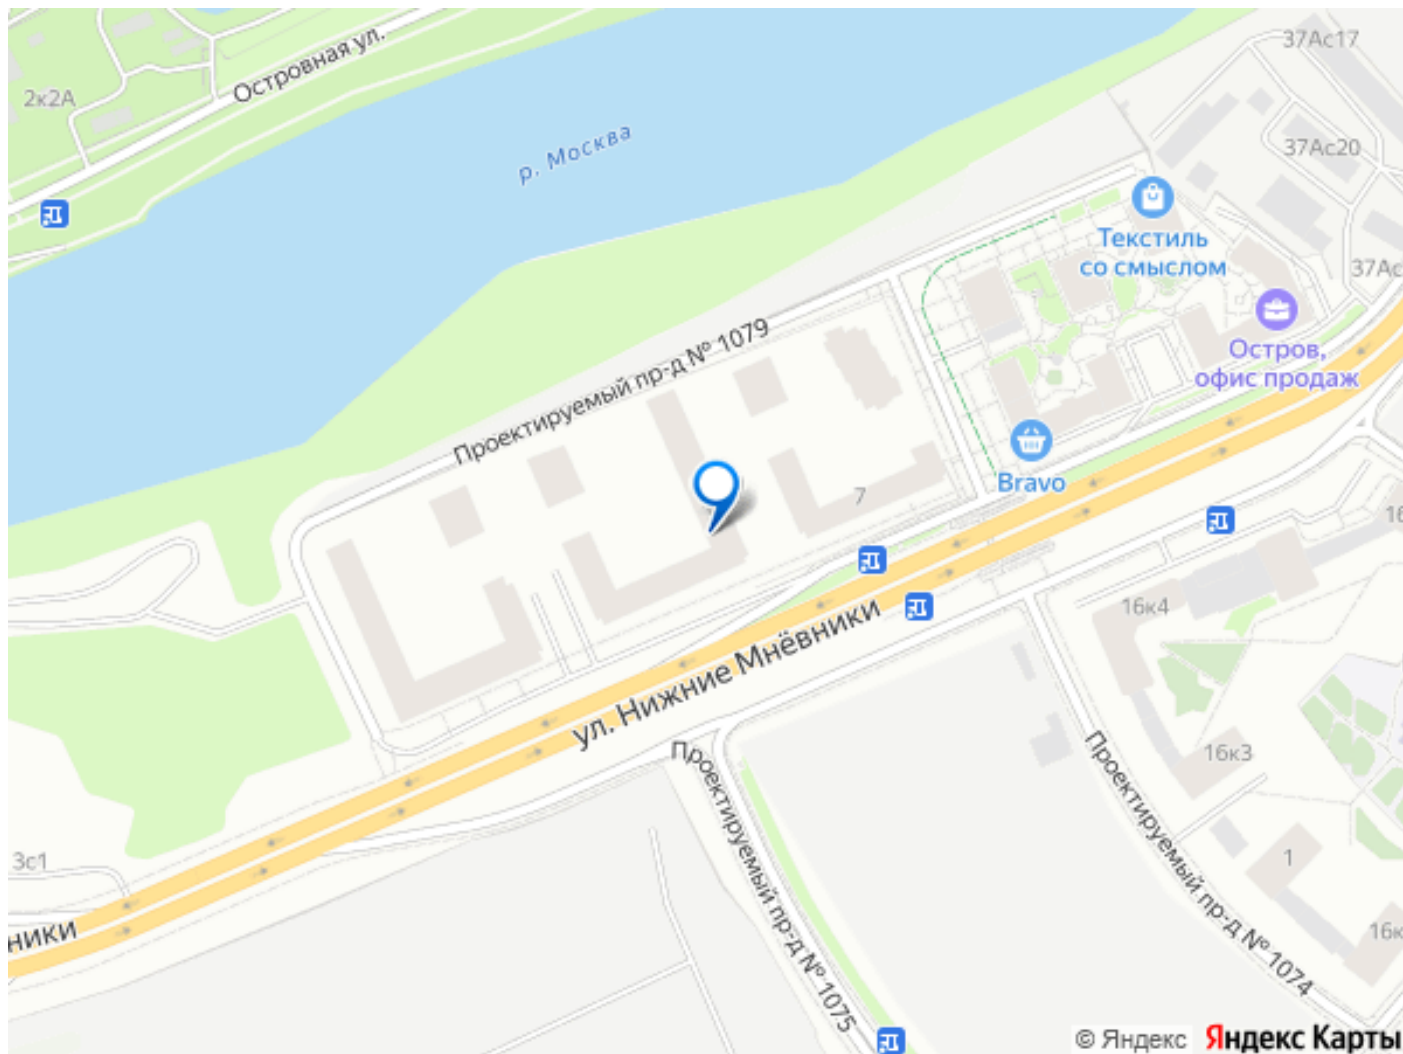 37Ас17
Островная ул.
2к2А
р. Москва
37Ас20
Текстиль
со смыслом
37Ас
Проектируемый пр-д № 1079
Остров,
офис продаж
Bravo
7
16
16к4
ул. Нижние Мнёвники
Проектируемый пр-д № 1075
Проектируемый пр-д № 1074
16к3
3с1
1
ники
16к
© Яндекс Яндекс Карты